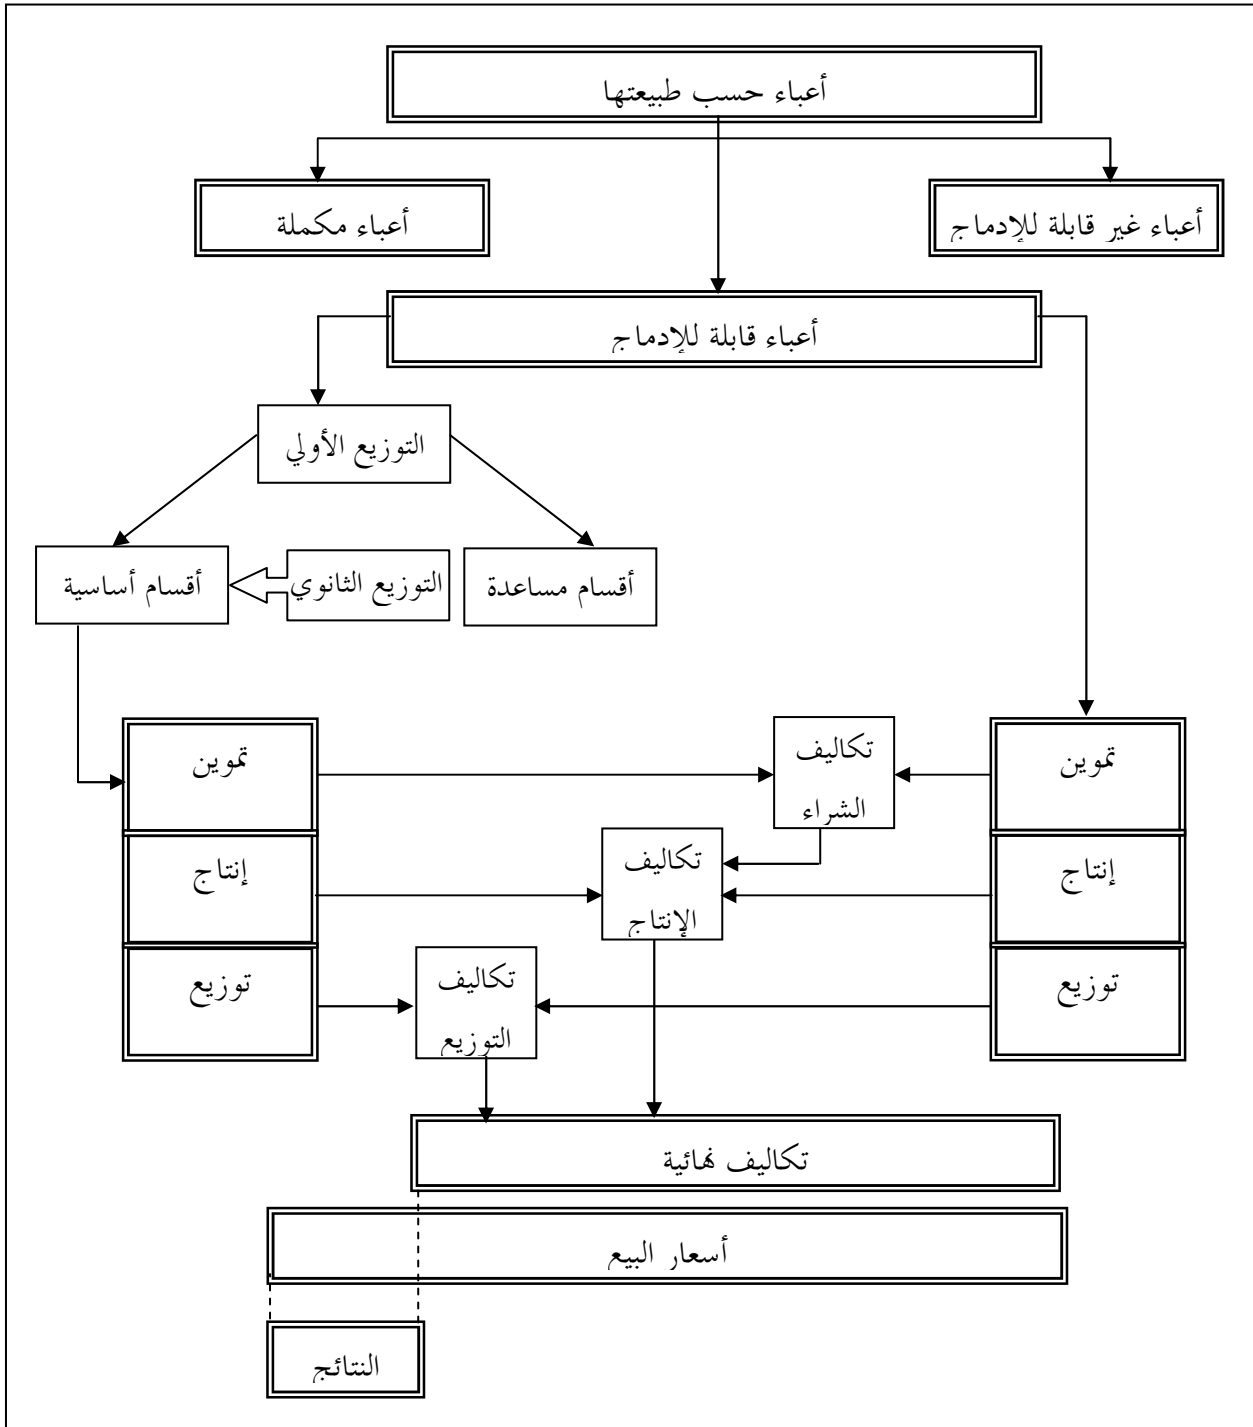 أعباء حسب طبيعتها
أعباء غير قابلة للإدماج
أعباء مكملة
أعباء قابلة للإدماج
التوزيع الأولي
أقسام مساعدة
التوزيع الثانوي
أقسام أساسية
تموين
تكاليف
الشراء
تموين
إنتاج
تكاليف
الإنتاج
إنتاج
توزيع
تكاليف
التوزيع
توزيع
تكاليف نهائية
أسعار البيع
النتائج